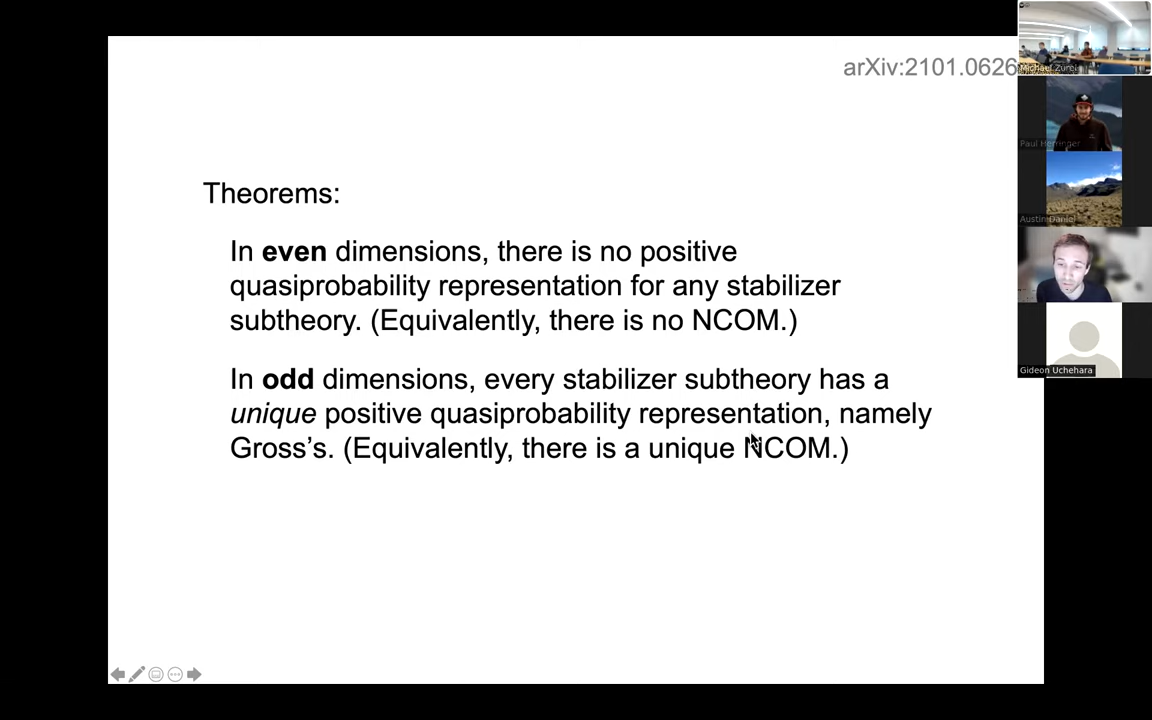 arXiv:2101.0626
Theorems:
In even dimensions, there is no positive
quasiprobability representation for any stabilizer
subtheory. (Equivalently, there is no NCOM.)
In odd dimensions, every stabilizer subtheory has a
unique positive quasiprobability representation, namely
Gross's. (Equivalently, there is a unique NCOM.)
Michael Zurel
Paul Herringer
Austin Daniel
Gideon Uchehara